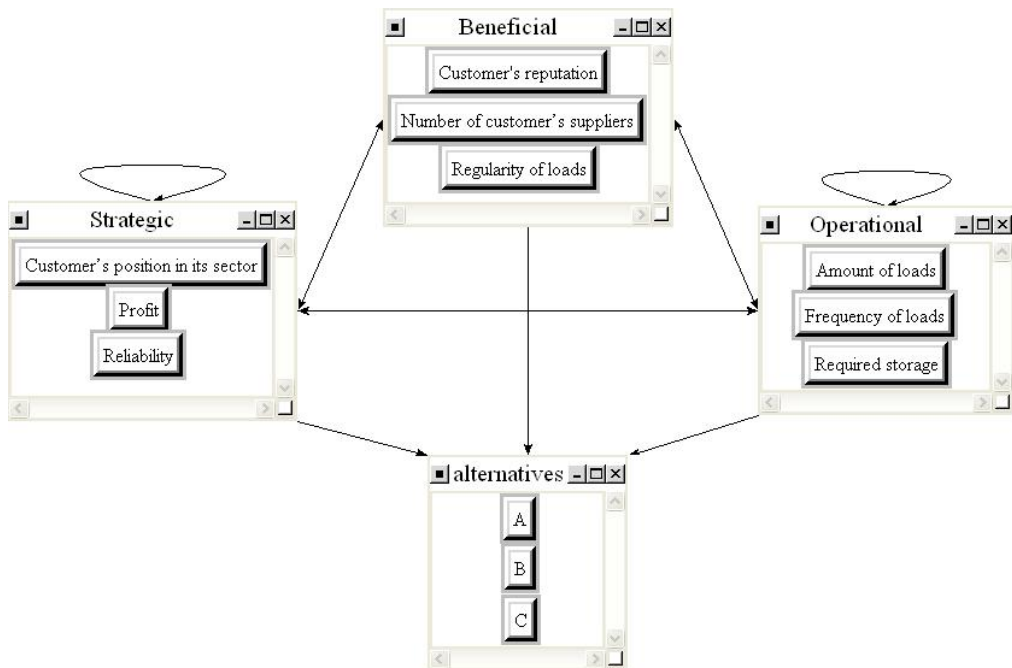 Beneficial
Customer's reputation
Number of customer's suppliers
Regularity of loads
Strategic
Customer's position in its sector
Profit
Reliability
Operational
Amount of loads
Frequency of loads
Required storage
alternatives
A
B
C